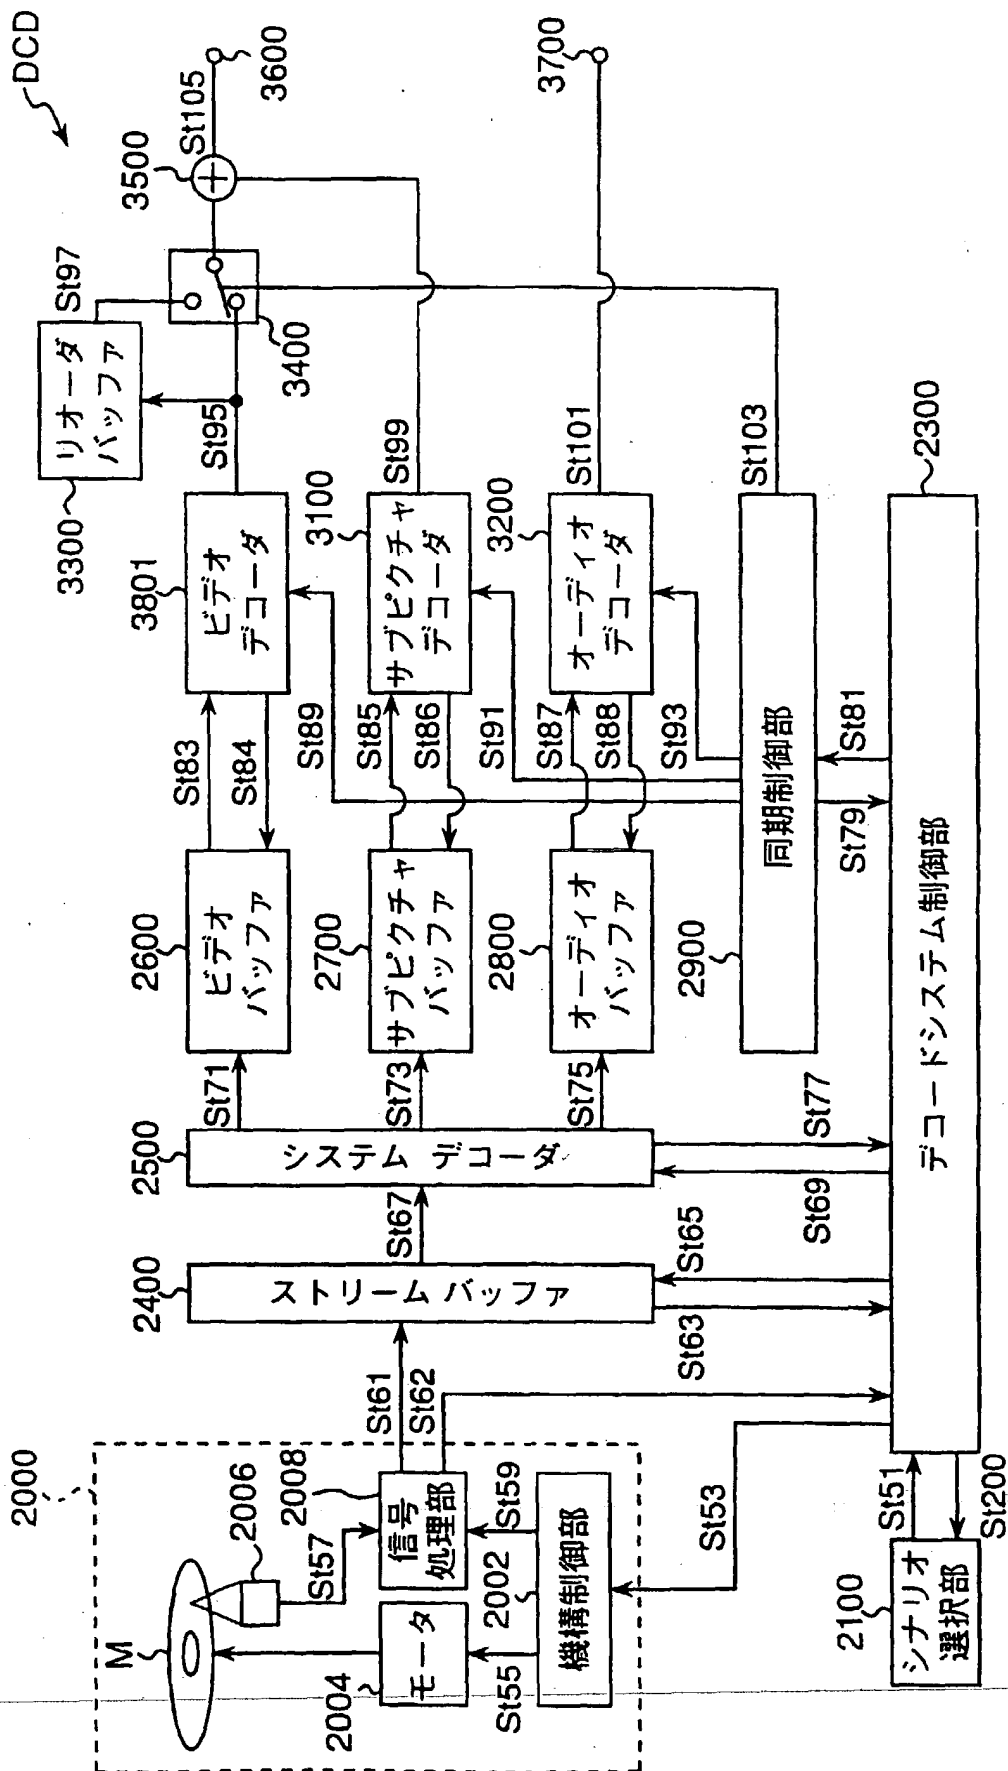 DCD
2000
M
2006
St57
2008
信号
処理部
2004
モータ
St55
2002
St59
機構制御部
St53
St61
St62
2400
ストリーム バッファ
St63
St65
St67
2500
システム デコーダ
St69
St77
St71
St73
St75
2600
ビデオ
バッファ
2700
サブピクチャ
バッファ
2800
オーディオ
バッファ
St83
St84
St89
St85
St86
St91
St87
St88
St93
3801
ビデオ
デコーダ
3100
サブピクチャ
デコーダ
3200
オーディオ
デコーダ
3300
リオーダ
バッファ
St95
St97
3400
St99
St101
St103
3500
St105
3600
3700
2900
同期制御部
St79
St81
2300
デコードシステム制御部
St51
St200
2100
シナリオ
選択部